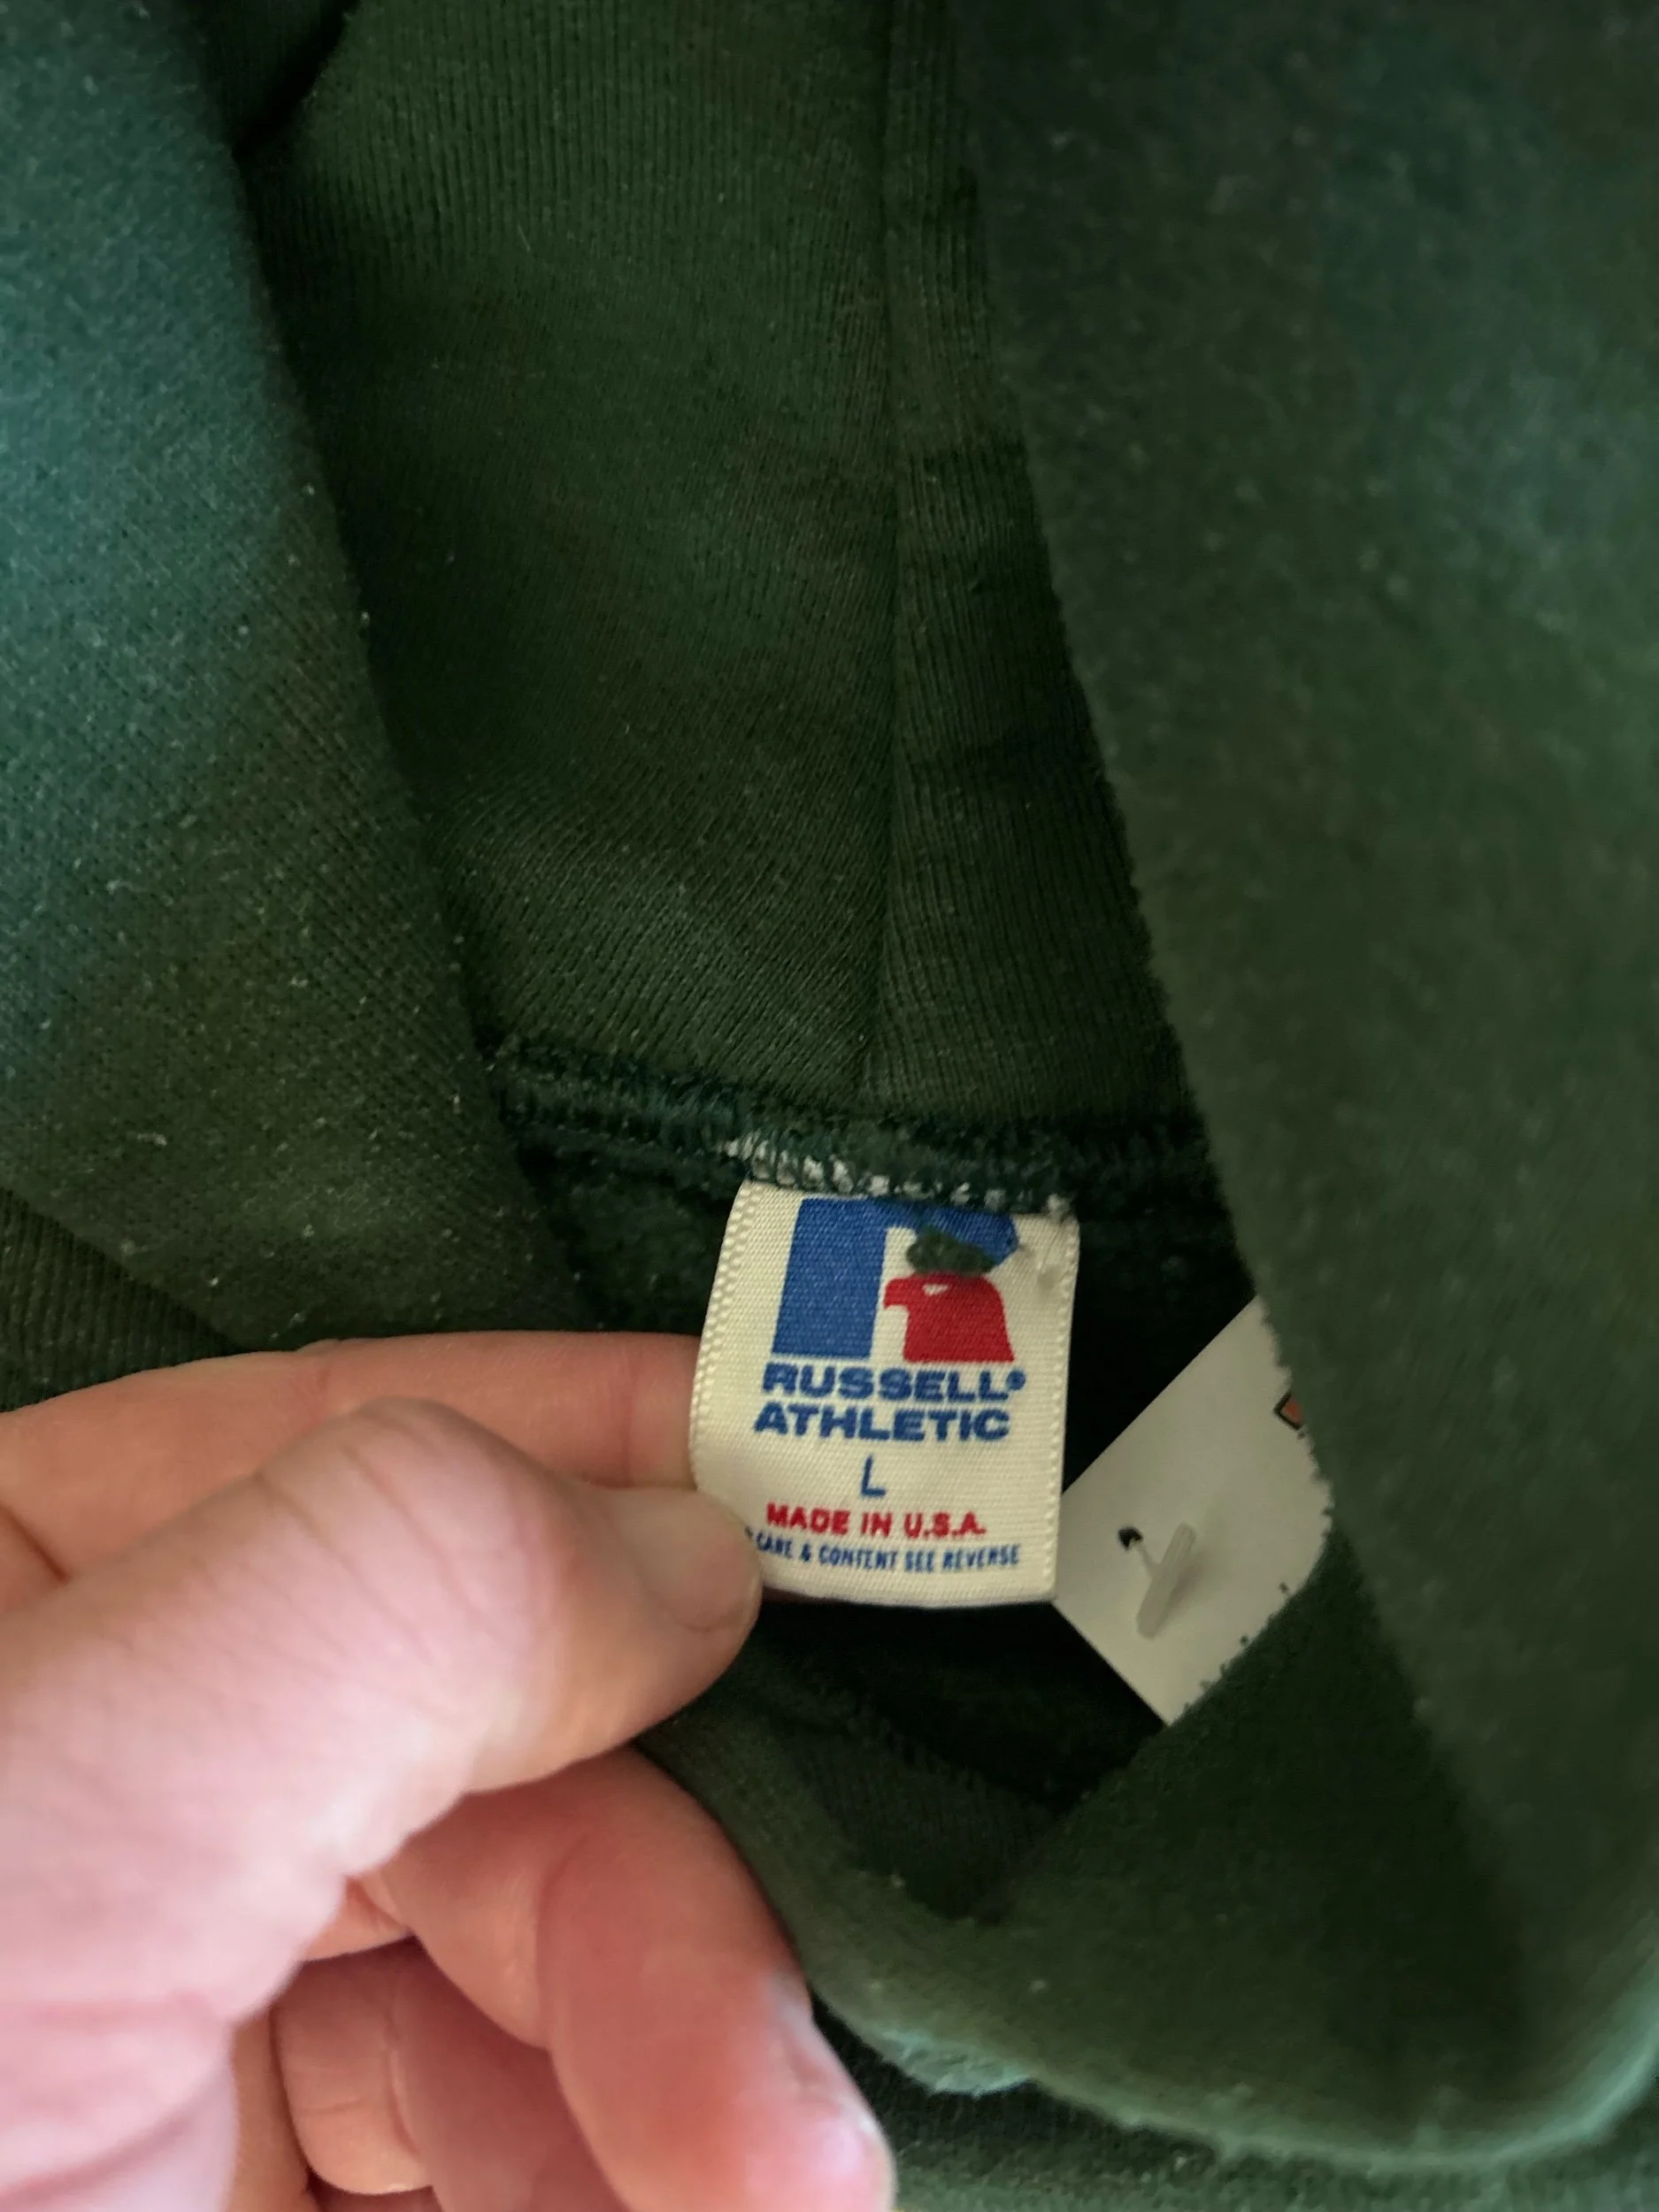 RUSSELL®
ATHLETIC
L
MADE IN U.S.A.
CARE & CONTENT SEE REVERSE